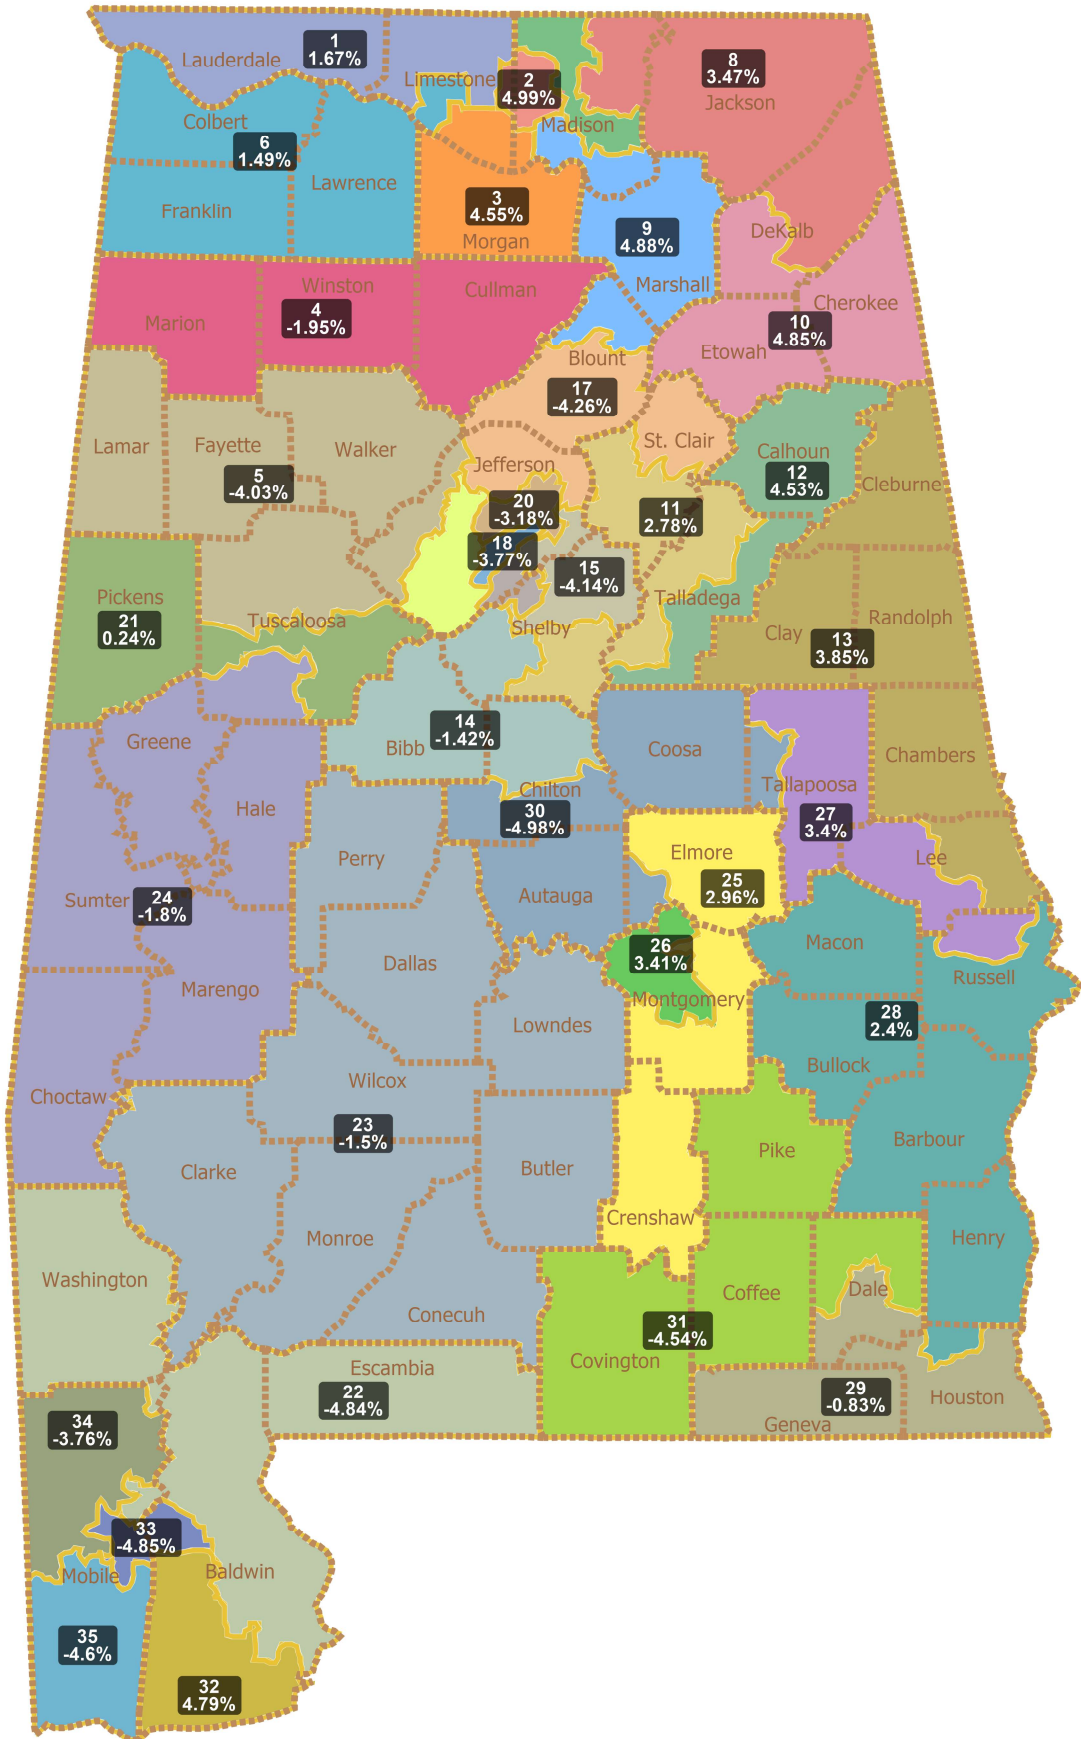 1
1.67%
Lauderdale
Limestone
2
4.99%
8
3.47%
Jackson
Colbert
Madison
6
1.49%
Lawrence
Franklin
3
4.55%
Morgan
9
4.88%
DeKalb
Marshall
Winston
Cullman
4
-1.95%
Marion
Cherokee
10
4.85%
Etowah
Blount
17
-4.26%
Lamar
Fayette
Walker
St. Clair
Jefferson
Calhoun
12
4.53%
5
-4.03%
Cleburne
20
-3.18%
11
2.78%
18
-3.77%
15
-4.14%
Pickens
21
0.24%
Tuscaloosa
Talladega
Shelby
Clay
13
3.85%
Randolph
14
-1.42%
Greene
Bibb
Coosa
Chambers
Chilton
Tallapoosa
Hale
30
-4.98%
27
3.4%
Perry
Elmore
Lee
25
2.96%
Autauga
Sumter
24
-1.8%
26
3.41%
Macon
Dallas
Marengo
Montgomery
Russell
Lowndes
28
2.4%
Bullock
Wilcox
Choctaw
23
-1.5%
Barbour
Pike
Clarke
Butler
Crenshaw
Monroe
Henry
Washington
Coffee
Dale
Conecuh
31
-4.54%
Covington
Escambia
22
-4.84%
29
-0.83%
Houston
Geneva
34
-3.76%
33
-4.85%
Mobile
Baldwin
35
-4.6%
32
4.79%